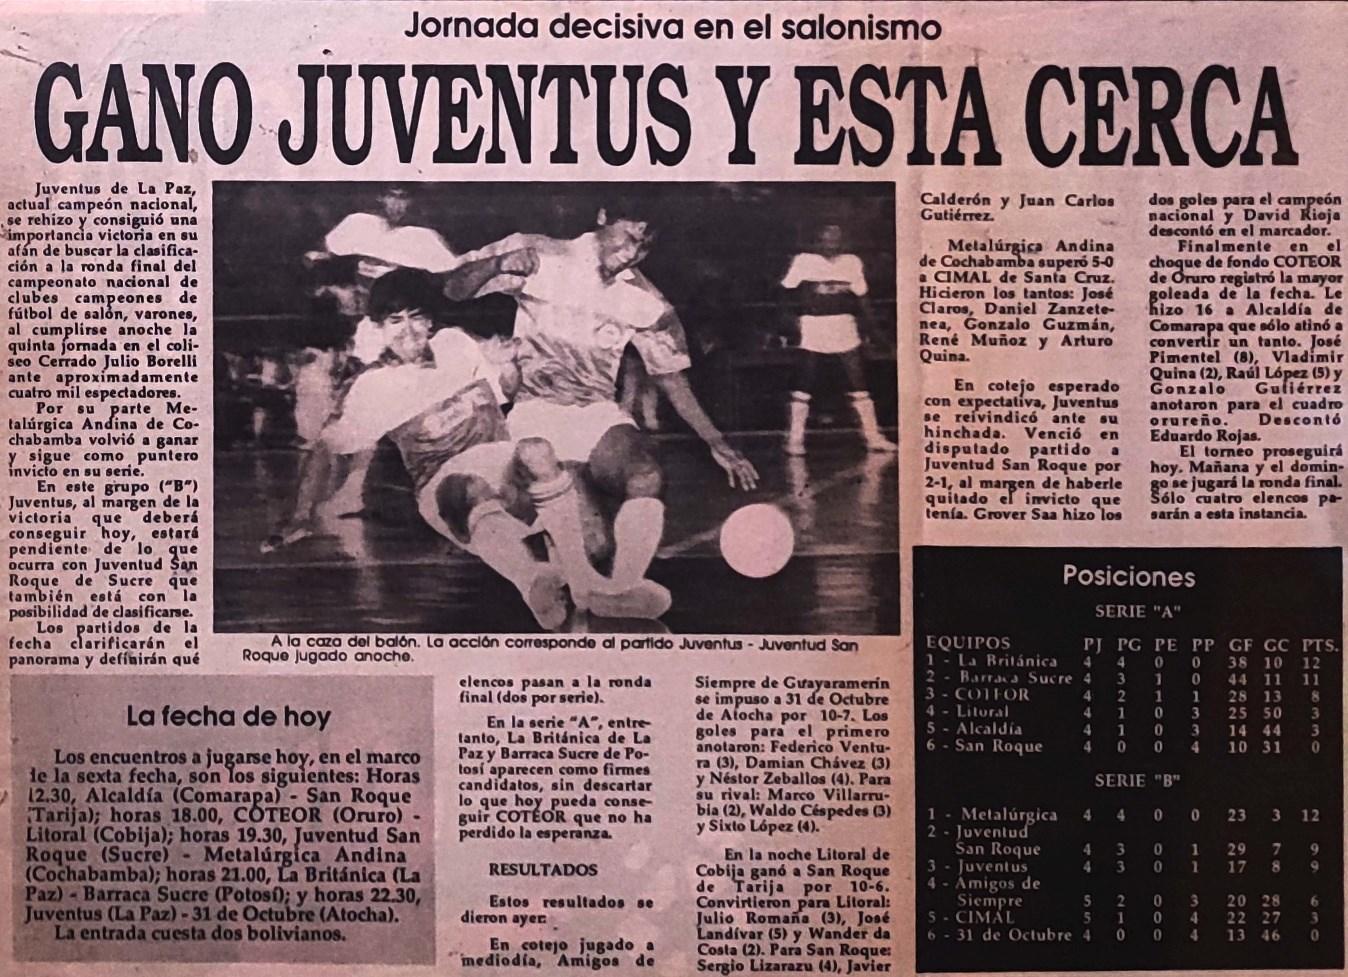 Jornada decisiva en el salonismo
GANO JUVENTUS Y ESTA CERCA
Juventus de La Paz,
actual campeón nacional,
se rehizo y consiguió una
importancia victoria en su
afán de buscar la clasifica-
ción a la ronda final del
campeonato nacional de
clubes campeones de
fútbol de salón, varones,
al cumplirse anoche la
quinta jornada en el coli-
seo Cerrado Julio Borelli
ante aproximadamente
cuatro mil espectadores.
Por su parte Me-
talúrgica Andina de Co-
chabamba volvió a ganar
y sigue como puntero
invicto en su serie.
En este grupo ("B")
Juventus, al margen de la
victoria que deberá
conseguir hoy, estará
pendiente de lo que
ocurra con Juventud San
Roque de Sucre que
también está con la
posibilidad de clasificarse.
Los partidos de la
fecha clarificarán el
panorama y definirán qué
A la caza del balón. La acción corresponde al partido Juventus - Juventud San
Roque jugado anoche.
elencos pasan a la ronda
final (dos por serie).
En la serie "A", entre-
tanto, La Británica de La
Paz y Barraca Sucre de Po-
tosí aparecen como firmes
candidatos, sin descartar
lo que hoy pueda conse-
guir COTEOR que no ha
perdido la esperanza.
RESULTADOS
Estos resultados se
dieron ayer:
En cotejo jugado a
mediodía, Amigos de
Siempre de Guayaramerín
se impuso a 31 de Octubre
de Atocha por 10-7. Los
goles para el primero
anotaron: Federico Ventu-
ra (3), Damian Chávez (3)
y Néstor Zeballos (4). Para
su rival: Marco Villarru-
bia (2), Waldo Céspedes (3)
y Sixto López (4).
En la noche Litoral de
Cobija ganó a San Roque
de Tarija por 10-6.
Convirtieron para Litoral:
Julio Romaña (3), José
Landívar (5) y Wander da
Costa (2). Para San Roque:
Sergio Lizarazu (4), Javier
Calderón y Juan Carlos
Gutiérrez.
Metalúrgica Andina
de Cochabamba superó 5-0
a CIMAL de Santa Cruz.
Hicieron los tantos: José
Claros, Daniel Zanzete-
nea, Gonzalo Guzmán,
René Muñoz y Arturo
Quina.
En cotejo esperado
con expectativa, Juventus
se reivindicó ante su
hinchada. Venció en
disputado partido a
Juventud San Roque por
2-1, al margen de haberle
quitado el invicto que
tenía. Grover Saa hizo los
dos goles para el campeón
nacional y David Rioja
descontó en el marcador.
Finalmente en el
choque de fondo COTEOR
de Oruro registró la mayor
goleada de la fecha. Le
hizo 16 a Alcaldía de
Comarapa que sólo atinó a
convertir un tanto. José
Pimentel (8), Vladimir
Quina (2), Raúl López (5) y
Gonzalo Gutiérrez
anotaron para el cuadro
orureño. Descontó
Eduardo Rojas.
El torneo proseguirá
hoy. Mañana y el domin-
go se jugará la ronda final.
Sólo cuatro elencos pa-
sarán a esta instancia.
La fecha de hoy
Los encuentros a jugarse hoy, en el marco
de la sexta fecha, son los siguientes: Horas
12.30, Alcaldía (Comarapa) - San Roque
(Tarija); horas 18.00, COTEOR (Oruro) -
Litoral (Cobija); horas 19.30, Juventud San
Roque (Sucre) - Metalúrgica Andina
(Cochabamba); horas 21.00, La Británica (La
Paz) - Barraca Sucre (Potosí); y horas 22.30,
Juventus (La Paz) - 31 de Octubre (Atocha).
La entrada cuesta dos bolivianos.
Posiciones
SERIE "A"
EQUIPOS PJ PG PE PP GF GC PTS.
1 - La Británica 4 4 0 0 38 10 12
2 - Barraca Sucre 4 3 1 0 44 11 11
3 - COTEOR 4 2 1 1 28 13 8
4 - Litoral 4 1 0 3 25 50 3
5 - Alcaldía 4 1 0 3 14 44 3
6 - San Roque 4 0 0 4 10 31 0
SERIE "B"
1 - Metalúrgica 4 4 0 0 23 3 12
2 - Juventud
San Roque 4 3 0 1 29 7 9
3 - Juventus 4 3 0 1 17 8 9
4 - Amigos de
Siempre 5 2 0 3 20 28 6
5 - CIMAL 5 1 0 4 22 27 3
6 - 31 de Octubre 4 0 0 4 13 46 0